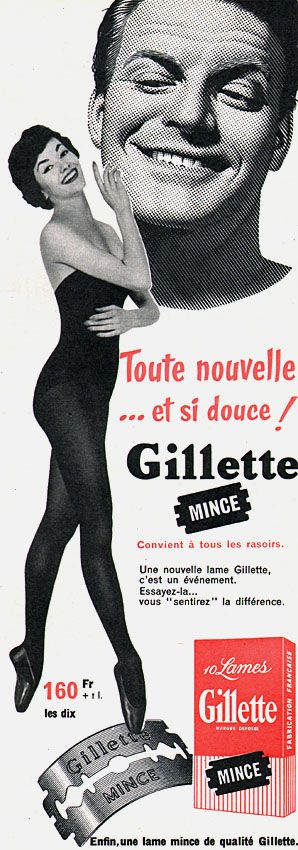 Toute nouvelle
... et si douce !
Gillette
MINCE
Convient à tous les rasoirs.
Une nouvelle lame Gillette,
c'est un événement.
Essayez-la...
vous "sentirez" la différence.
160 Fr
+ t l.
les dix
10 Lames
Gillette
MARQUE DEPOSEE
MINCE
FABRICATION FRANÇAISE
Gillette
MINCE
Enfin, une lame mince de qualité Gillette.